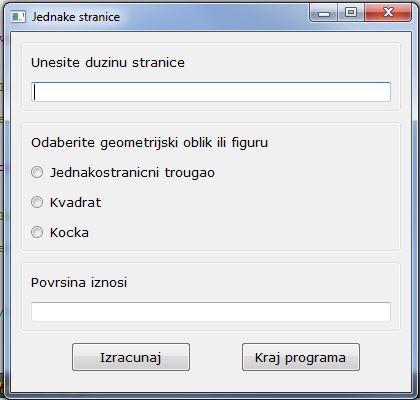 Jednake stranice
Unesite duzinu stranice
Odaberite geometrijski oblik ili figuru
Jednakostranicni trougao
Kvadrat
Kocka
Povrsina iznosi
Izracunaj
Kraj programa